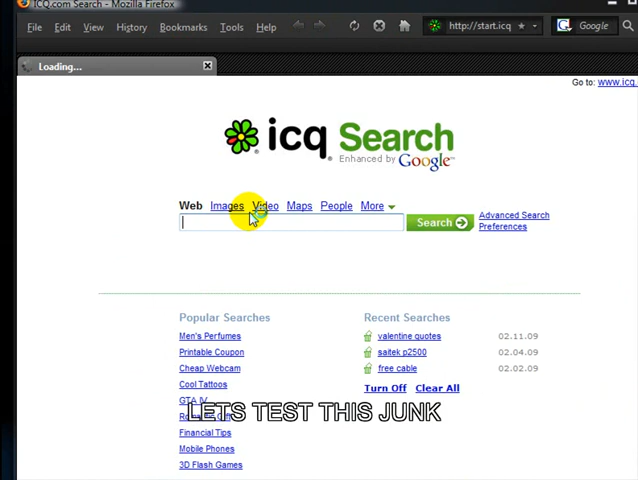 ICQ.com Search - Mozilla Firefox
File Edit View History Bookmarks Tools Help
http://start.icq
Google
Loading...
Go to: www.icq.
icq Search
Enhanced by Google
Web Images Video Maps People More
Search
Advanced Search
Preferences
Popular Searches
Men's Perfumes
Printable Coupon
Cheap Webcam
Cool Tattoos
GTA IV
Financial Tips
Mobile Phones
3D Flash Games
Recent Searches
valentine quotes 02.11.09
saitek p2500 02.04.09
free cable 02.02.09
Turn Off Clear All
LETS TEST THIS JUNK